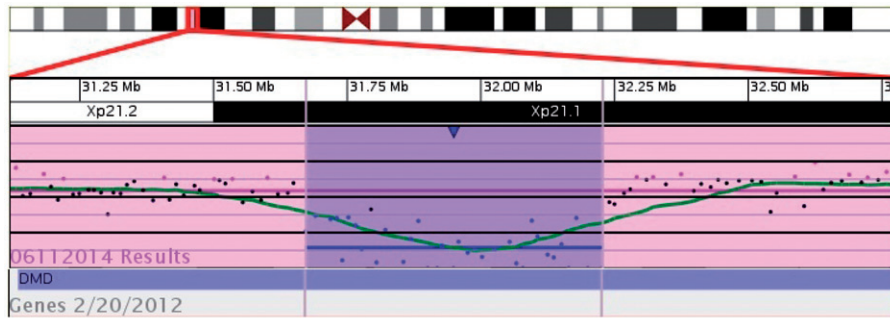 31.25 Mb 31.50 Mb 31.75 Mb 32.00 Mb 32.25 Mb 32.50 Mb
Xp21.2 Xp21.1
06112014 Results
DMD
Genes 2/20/2012